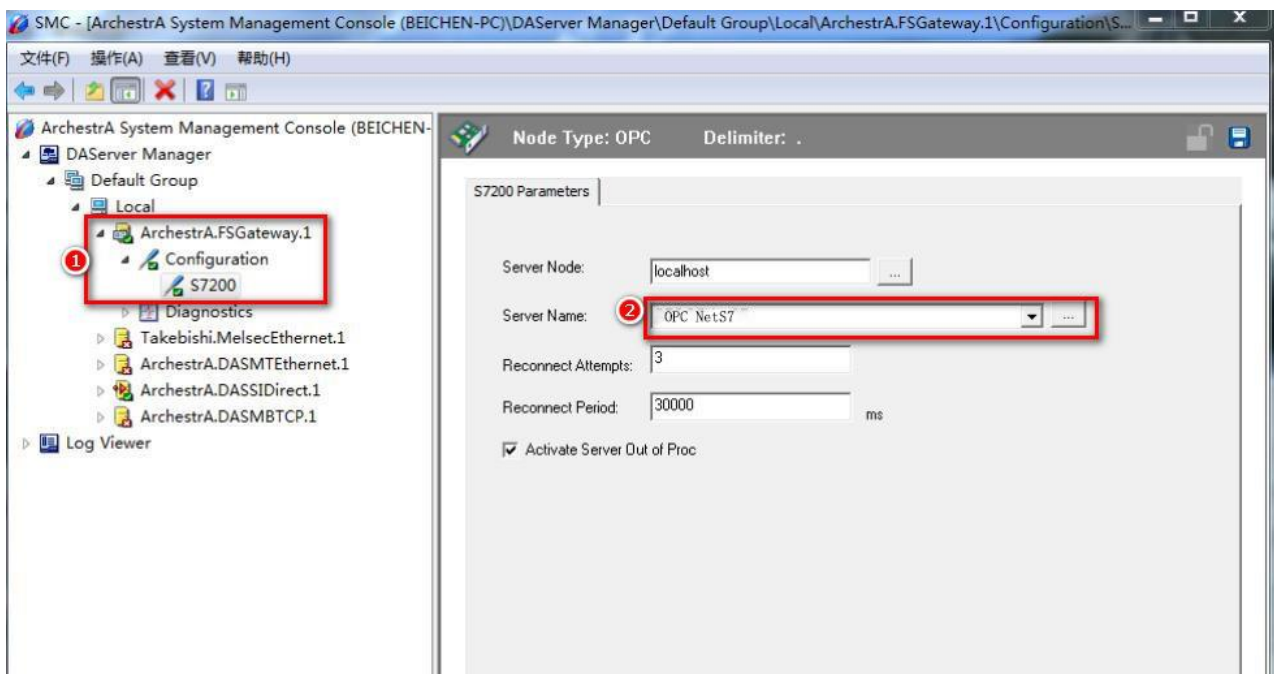 SMC - [ArchestrA System Management Console (BEICHEN-PC)\DAServer Manager\Default Group\Local\ArchestrA.FSGateway.1\Configuration\S...
文件(F) 操作(A) 查看(V) 帮助(H)
ArchestrA System Management Console (BEICHEN-
DAServer Manager
Default Group
Local
ArchestrA.FSGateway.1
1
Configuration
S7200
Diagnostics
Takebishi.MelsecEthernet.1
ArchestrA.DASMTEthernet.1
ArchestrA.DASSIDirect.1
ArchestrA.DASMBTCP.1
Log Viewer
Node Type: OPC Delimiter: .
S7200 Parameters
Server Node: localhost ...
Server Name: 2 OPC NetS7 ...
Reconnect Attempts: 3
Reconnect Period: 30000 ms
Activate Server Out of Proc